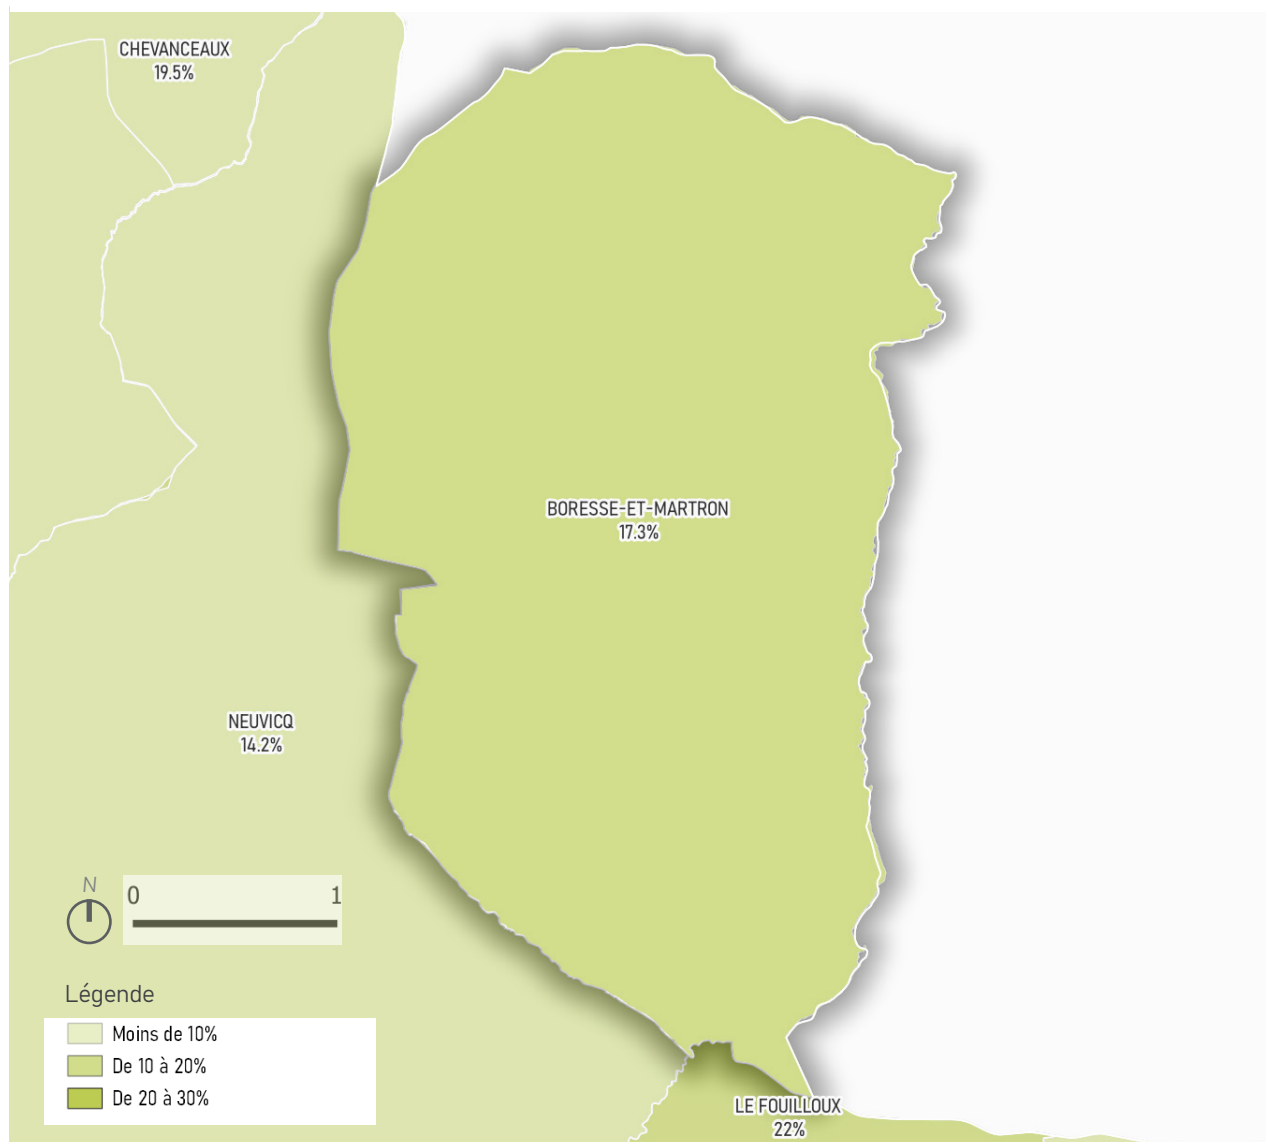 CHEVANCEAUX
19.5%
BORESSE-ET-MARTRON
17.3%
NEUVICQ
14.2%
N
0 1
Légende
Moins de 10%
De 10 à 20%
De 20 à 30%
LE FOUILLOUX
22%